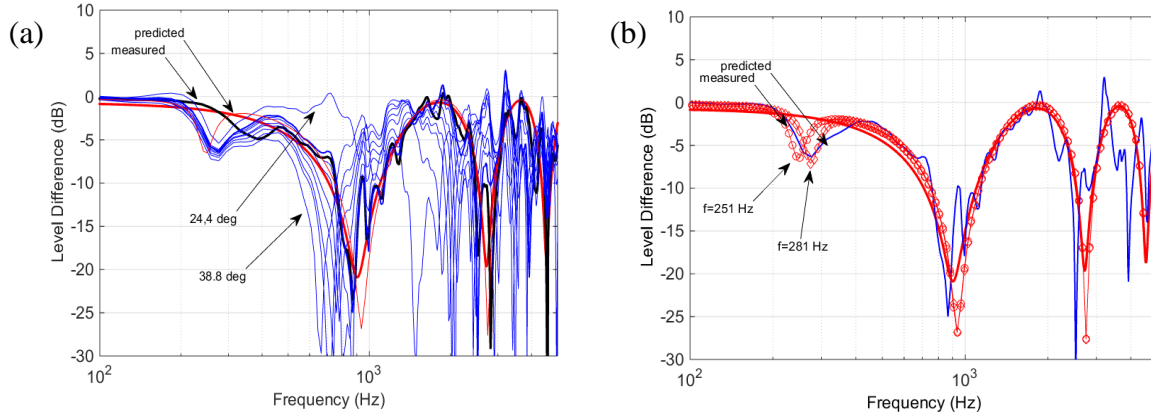 (a)
10
5
0
-5
-10
-15
-20
-25
-30
Level Difference (dB)
predicted
measured
24,4 deg
38.8 deg
10²
10³
Frequency (Hz)
(b)
10
5
0
-5
-10
-15
-20
-25
-30
Level Difference (dB)
predicted
measured
f=251 Hz
f=281 Hz
10²
10³
Frequency (Hz)